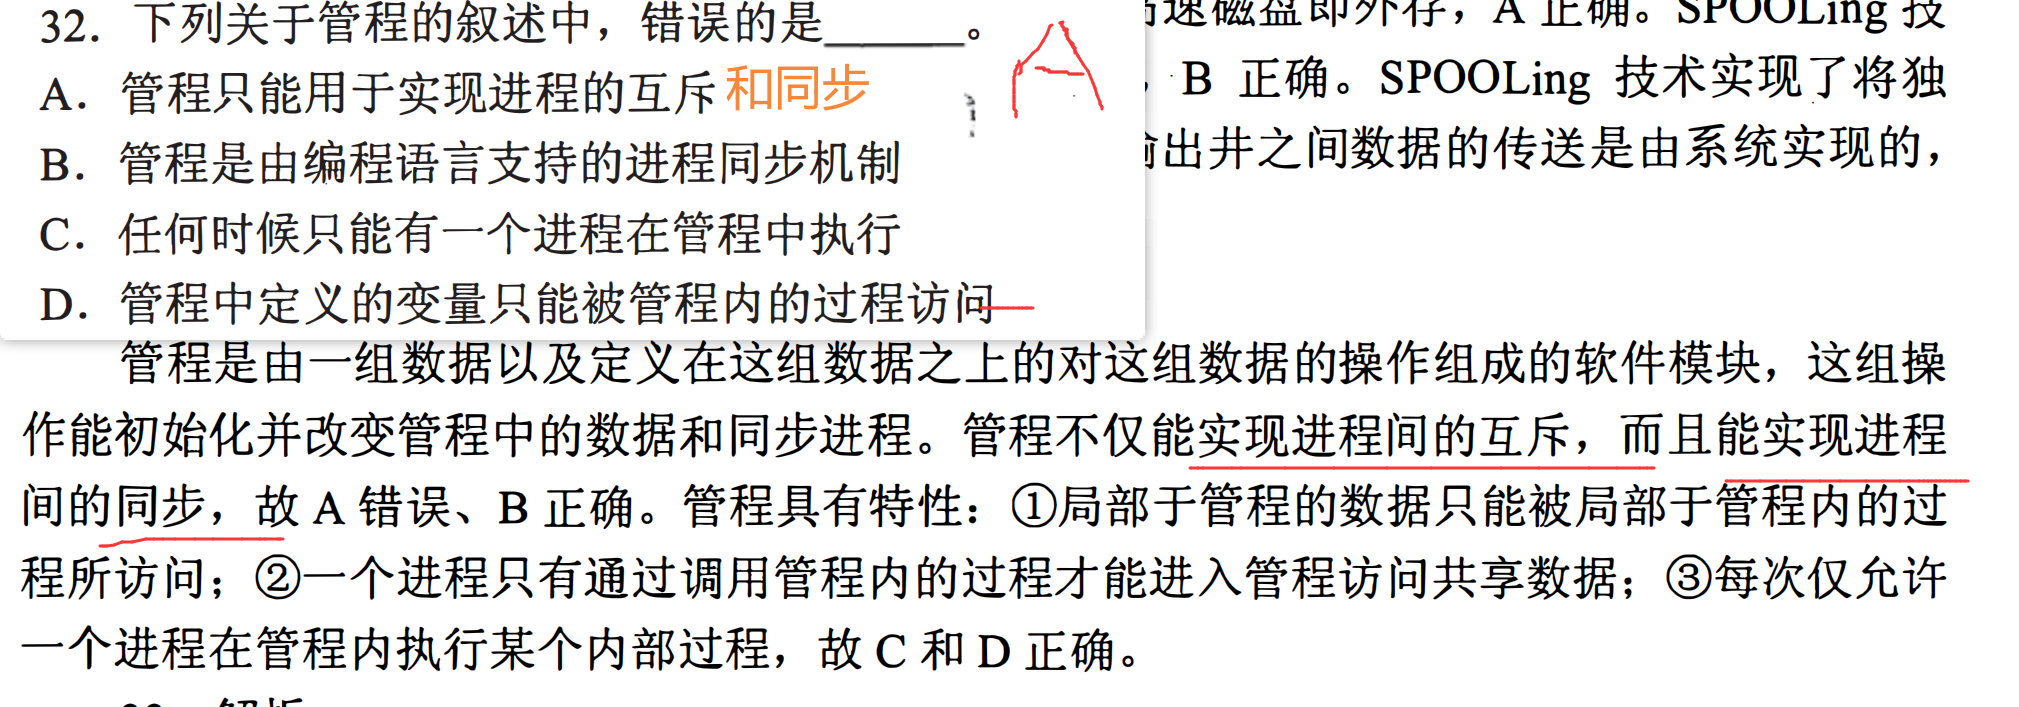 32. 下列关于管程的叙述中，错误的是______。
A. 管程只能用于实现进程的互斥 和同步
B. 管程是由编程语言支持的进程同步机制
C. 任何时候只能有一个进程在管程中执行
D. 管程中定义的变量只能被管程内的过程访问
A
速磁盘即外存，A 正确。SPOOLing 技
，B 正确。SPOOLing 技术实现了将独
出井之间数据的传送是由系统实现的，
管程是由一组数据以及定义在这组数据之上的对这组数据的操作组成的软件模块，这组操
作能初始化并改变管程中的数据和同步进程。管程不仅能实现进程间的互斥，而且能实现进程
间的同步，故 A 错误、B 正确。管程具有特性：①局部于管程的数据只能被局部于管程内的过
程所访问；②一个进程只有通过调用管程内的过程才能进入管程访问共享数据；③每次仅允许
一个进程在管程内执行某个内部过程，故 C 和 D 正确。